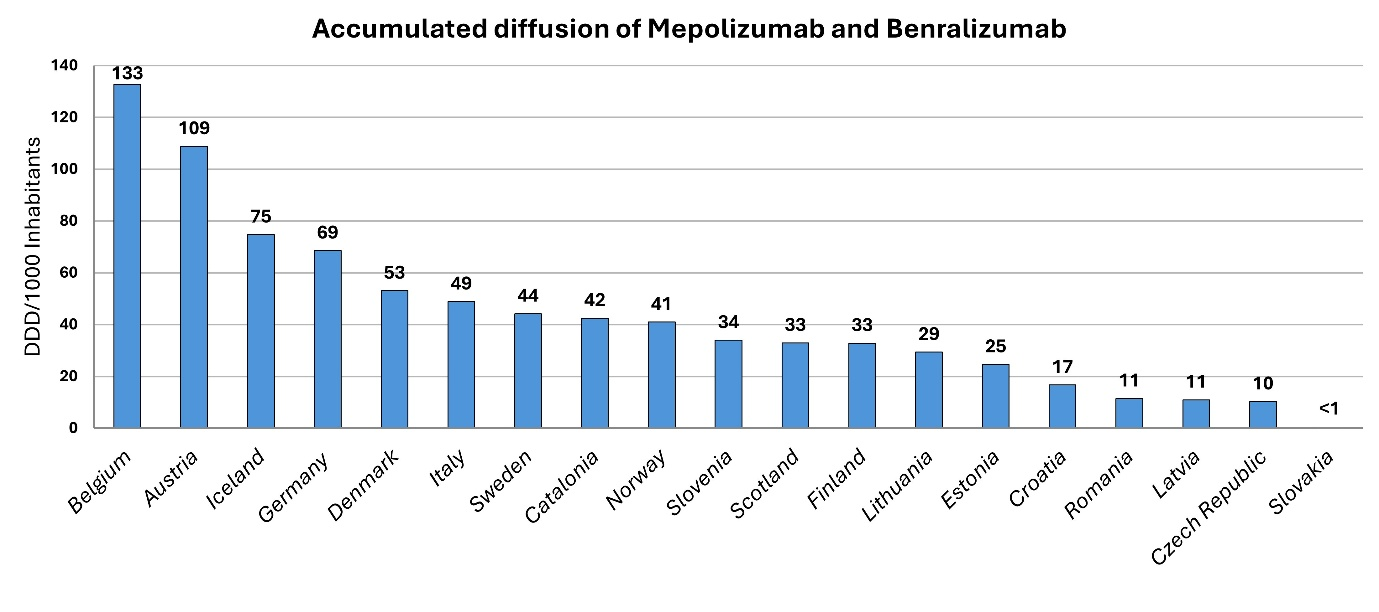 Accumulated diffusion of Mepolizumab and Benralizumab
DDD/1000 Inhabitants
140
120
100
80
60
40
20
0
133
109
75
69
53
49
44
42
41
34
33
33
29
25
17
11
11
10
<1
Belgium
Austria
Iceland
Germany
Denmark
Italy
Sweden
Catalonia
Norway
Slovenia
Scotland
Finland
Lithuania
Estonia
Croatia
Romania
Latvia
Czech Republic
Slovakia